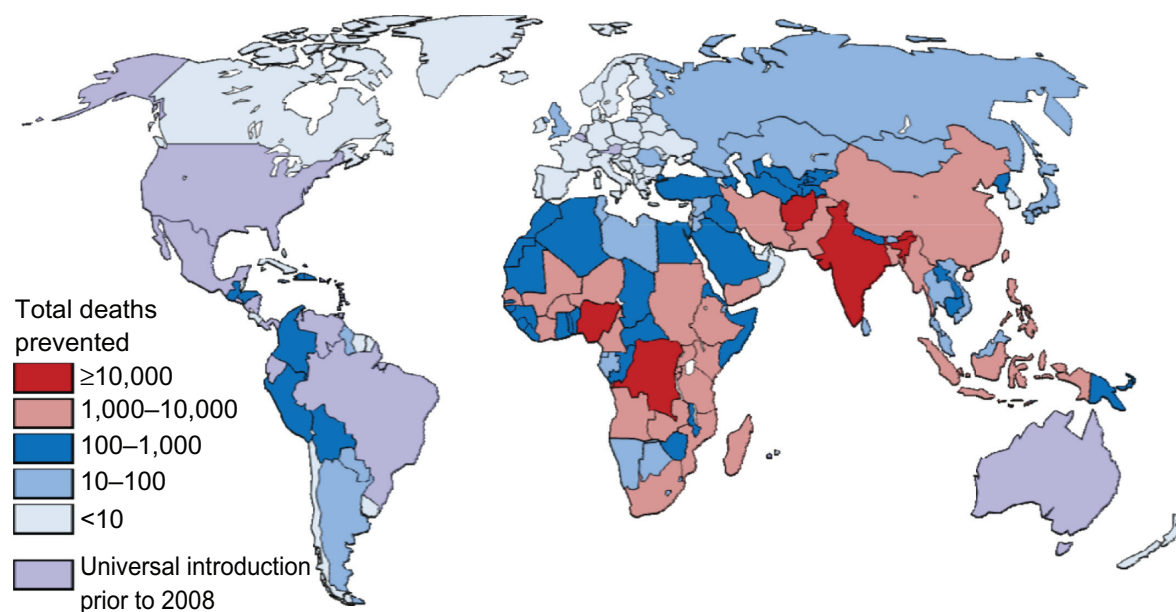 Total deaths
prevented
≥10,000
1,000–10,000
100–1,000
10–100
<10
Universal introduction
prior to 2008